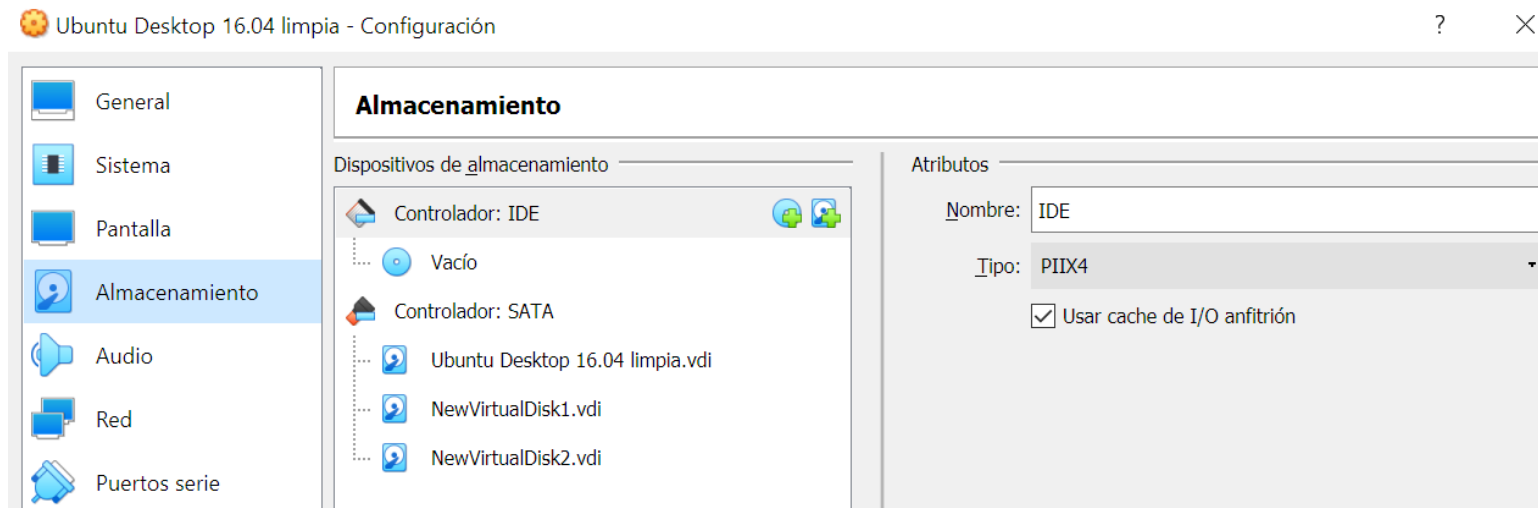 Ubuntu Desktop 16.04 limpia - Configuración
?
General
Sistema
Pantalla
Almacenamiento
Audio
Red
Puertos serie
Almacenamiento
Dispositivos de almacenamiento
Controlador: IDE
Vacío
Controlador: SATA
Ubuntu Desktop 16.04 limpia.vdi
NewVirtualDisk1.vdi
NewVirtualDisk2.vdi
Atributos
Nombre: IDE
Tipo: PIIX4
Usar cache de I/O anfitrión